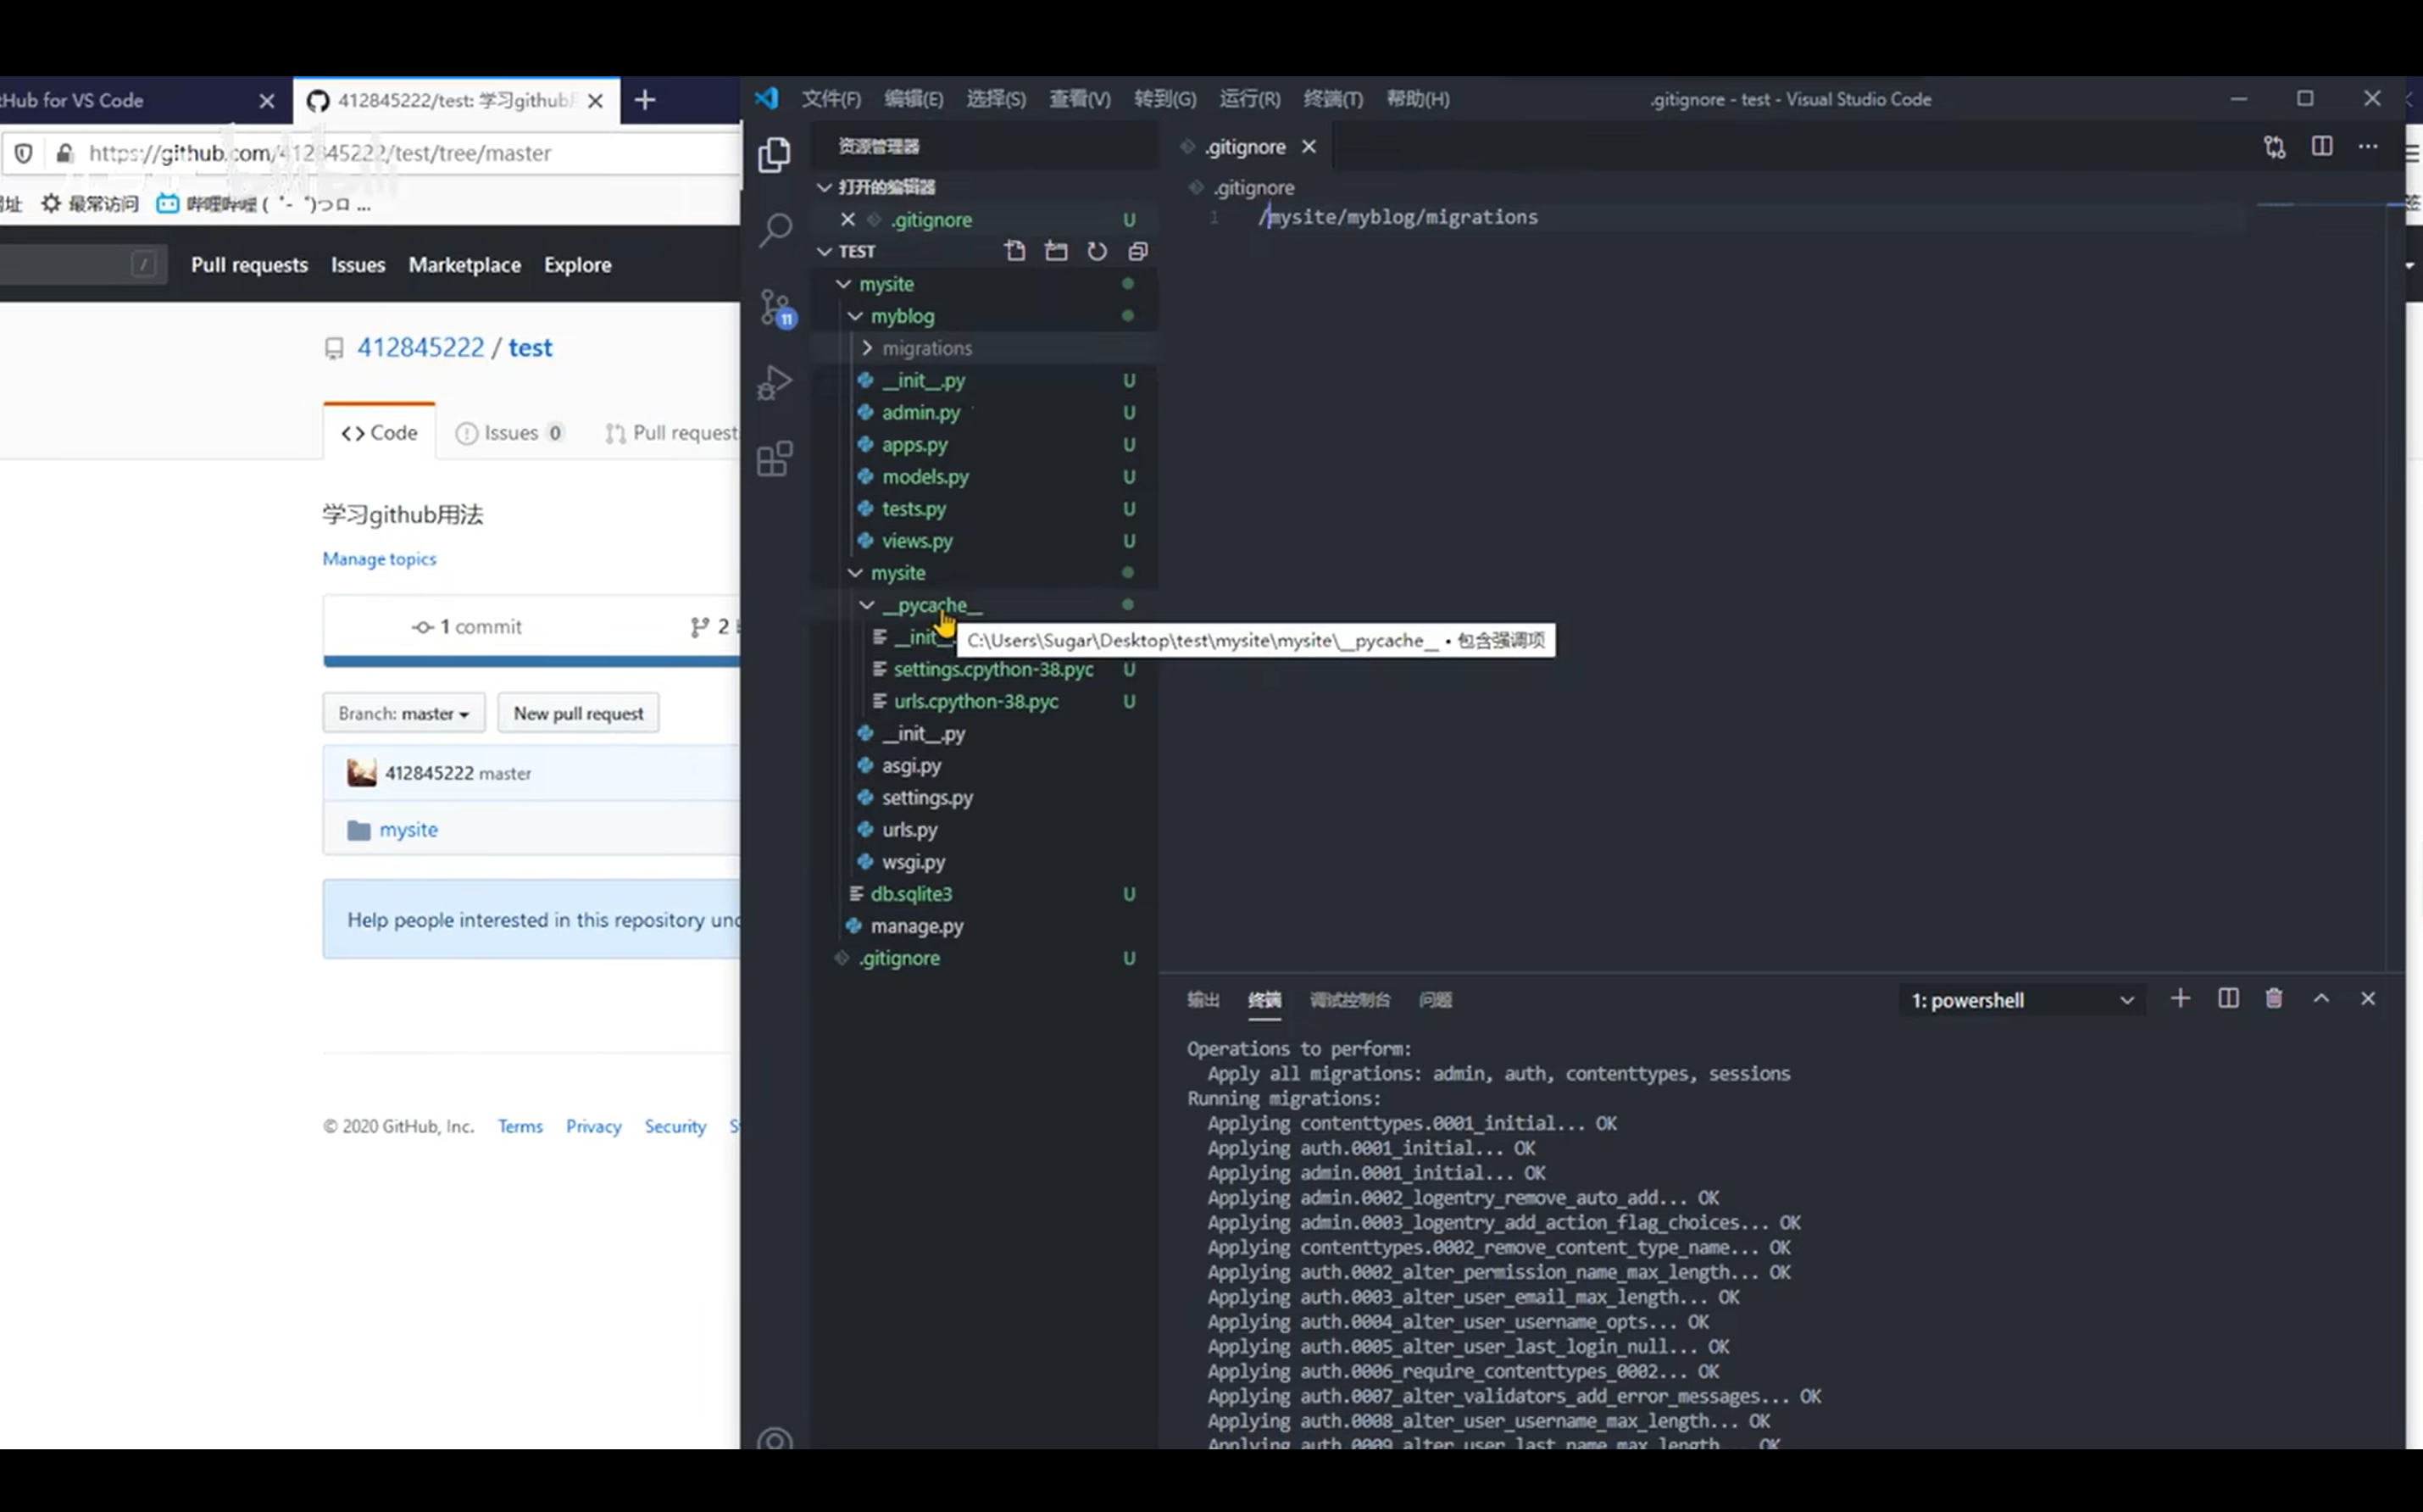 tHub for VS Code
412845222/test: 学习github用
https://github.com/412845222/test/tree/master
最常访问
哔哩哔哩 ( ゜- ゜)つロ ...
/
Pull requests Issues Marketplace Explore
412845222 / test
Code
Issues 0
Pull request
学习github用法
Manage topics
1 commit
2
Branch: master
New pull request
412845222 master
mysite
Help people interested in this repository und
© 2020 GitHub, Inc. Terms Privacy Security
文件(F) 编辑(E) 选择(S) 查看(V) 转到(G) 运行(R) 终端(T) 帮助(H)
.gitignore - test - Visual Studio Code
11
资源管理器
打开的编辑器
.gitignore U
TEST
mysite
myblog
migrations
__init__.py U
admin.py U
apps.py U
models.py U
tests.py U
views.py U
mysite
__pycache__
__init__.
C:\Users\Sugar\Desktop\test\mysite\mysite\__pycache__ • 包含强调项
settings.cpython-38.pyc U
urls.cpython-38.pyc U
__init__.py
asgi.py
settings.py
urls.py
wsgi.py
db.sqlite3 U
manage.py
.gitignore U
.gitignore
.gitignore
1 /mysite/myblog/migrations
输出 终端 调试控制台 问题
1: powershell
Operations to perform:
Apply all migrations: admin, auth, contenttypes, sessions
Running migrations:
Applying contenttypes.0001_initial... OK
Applying auth.0001_initial... OK
Applying admin.0001_initial... OK
Applying admin.0002_logentry_remove_auto_add... OK
Applying admin.0003_logentry_add_action_flag_choices... OK
Applying contenttypes.0002_remove_content_type_name... OK
Applying auth.0002_alter_permission_name_max_length... OK
Applying auth.0003_alter_user_email_max_length... OK
Applying auth.0004_alter_user_username_opts... OK
Applying auth.0005_alter_user_last_login_null... OK
Applying auth.0006_require_contenttypes_0002... OK
Applying auth.0007_alter_validators_add_error_messages... OK
Applying auth.0008_alter_user_username_max_length... OK
Applying auth.0009_alter_user_last_name_max_length... OK